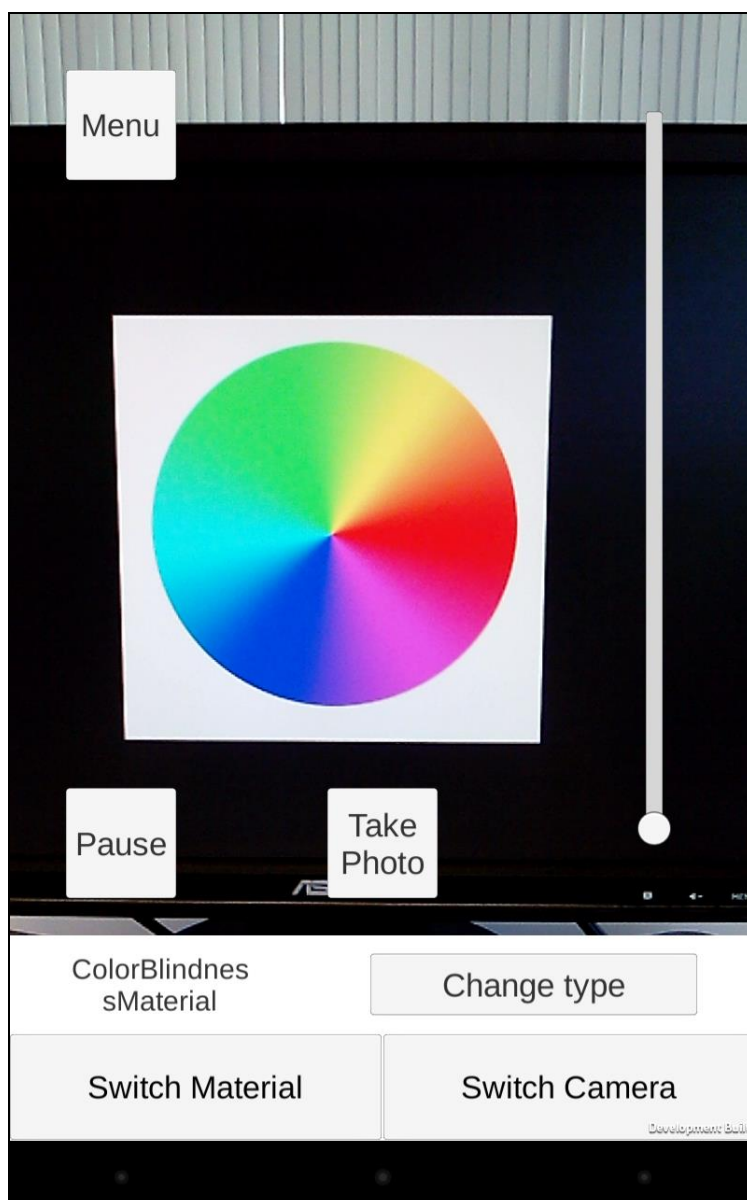 Menu
Pause
Take
Photo
ColorBlindnes
sMaterial
Change type
Switch Material
Switch Camera